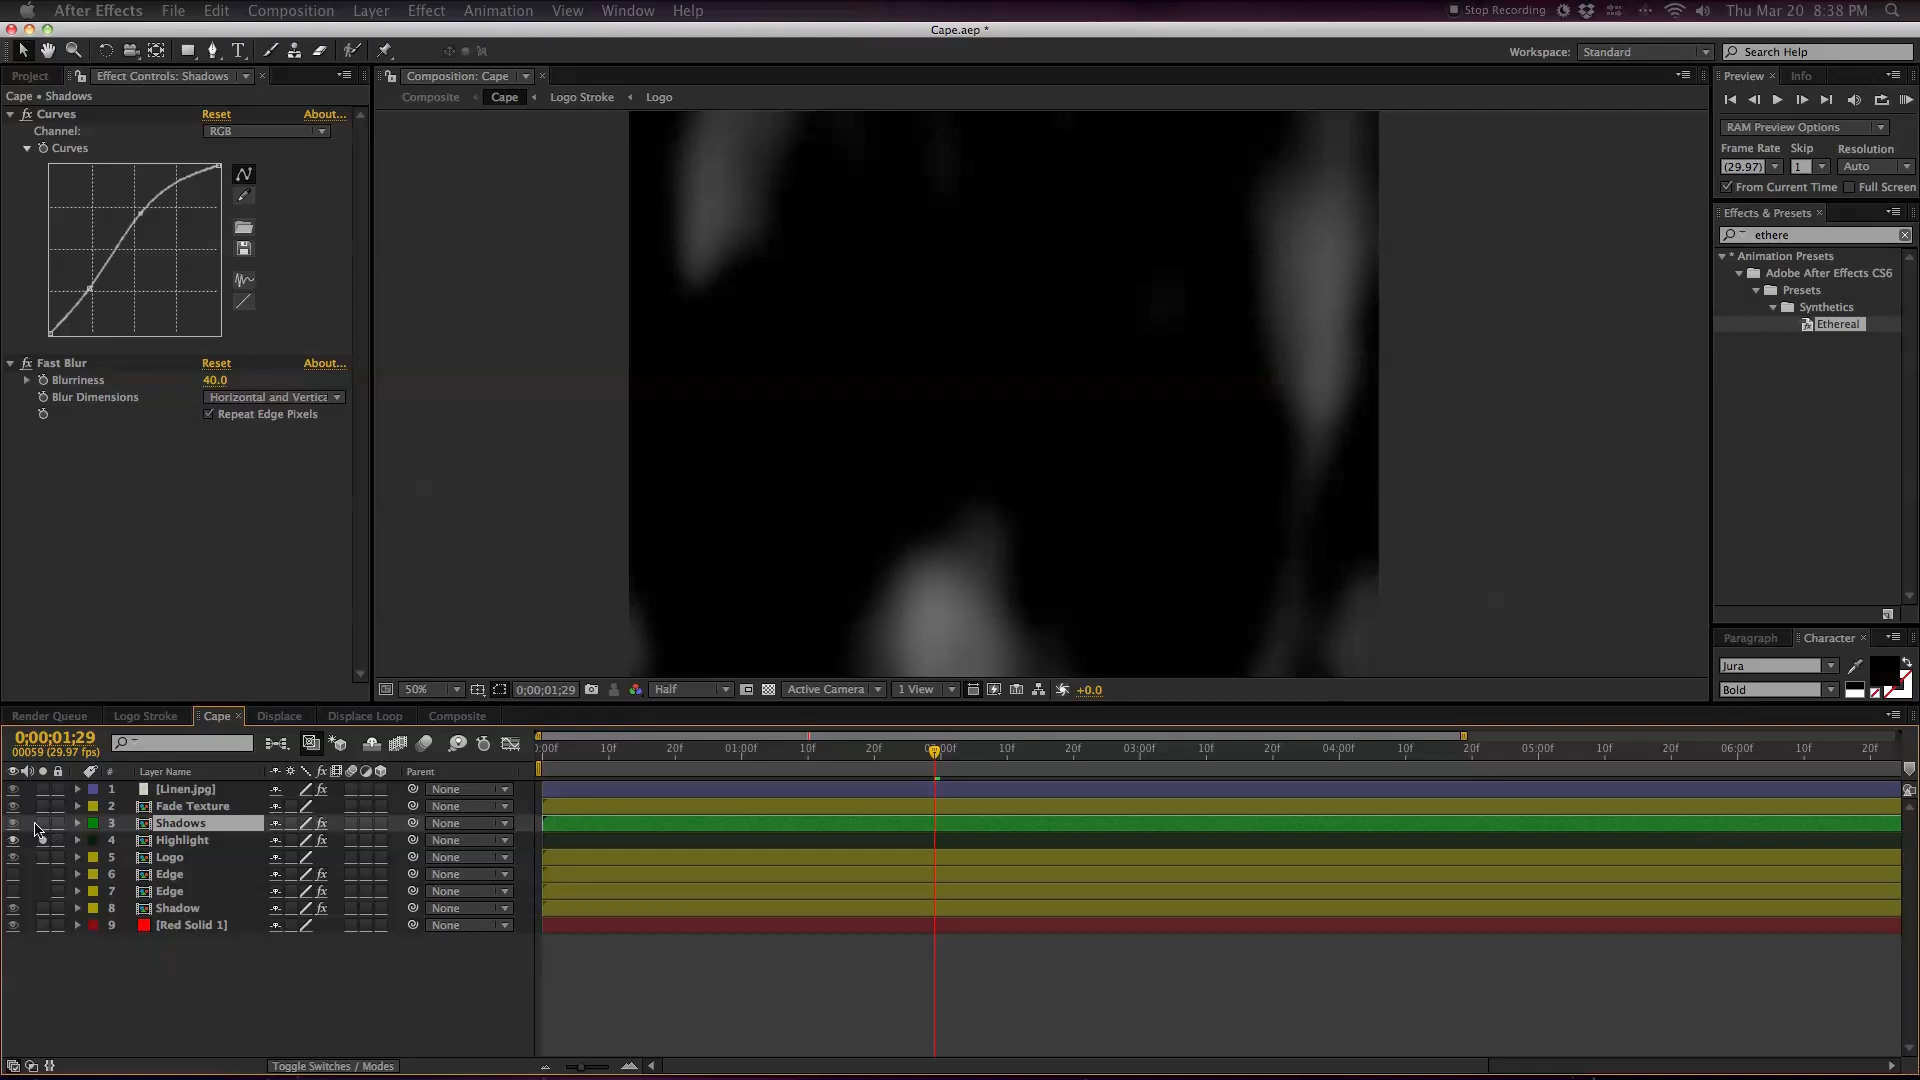 After Effects File Edit Composition Layer Effect Animation View Window Help Stop Recording Thu Mar 20 8:38 PM
Cape.aep *
Workspace: Standard Search Help
Project Effect Controls: Shadows Composition: Cape Preview Info
Cape • Shadows Composite Cape Logo Stroke Logo
fx Curves Reset About...
Channel: RGB
Curves
RAM Preview Options
Frame Rate Skip Resolution
(29.97) 1 Auto
From Current Time Full Screen
Effects & Presets
ethere
* Animation Presets
Adobe After Effects CS6
Presets
Synthetics
Ethereal
fx Fast Blur Reset About...
Blurriness 40.0
Blur Dimensions Horizontal and Vertica
Repeat Edge Pixels
Paragraph Character
Jura
Bold
50% 0;00;01;29 Half Active Camera 1 View +0.0
Render Queue Logo Stroke Cape Displace Displace Loop Composite
0;00;01;29
00059 (29.97 fps)
0:00f 10f 20f 01:00f 10f 20f 00f 10f 20f 03:00f 10f 20f 04:00f 10f 20f 05:00f 10f 20f 06:00f 10f 20f
# Layer Name fx Parent
1 [Linen.jpg] fx None
2 Fade Texture None
3 Shadows fx None
4 Highlight fx None
5 Logo None
6 Edge fx None
7 Edge fx None
8 Shadow fx None
9 [Red Solid 1] None
Toggle Switches / Modes